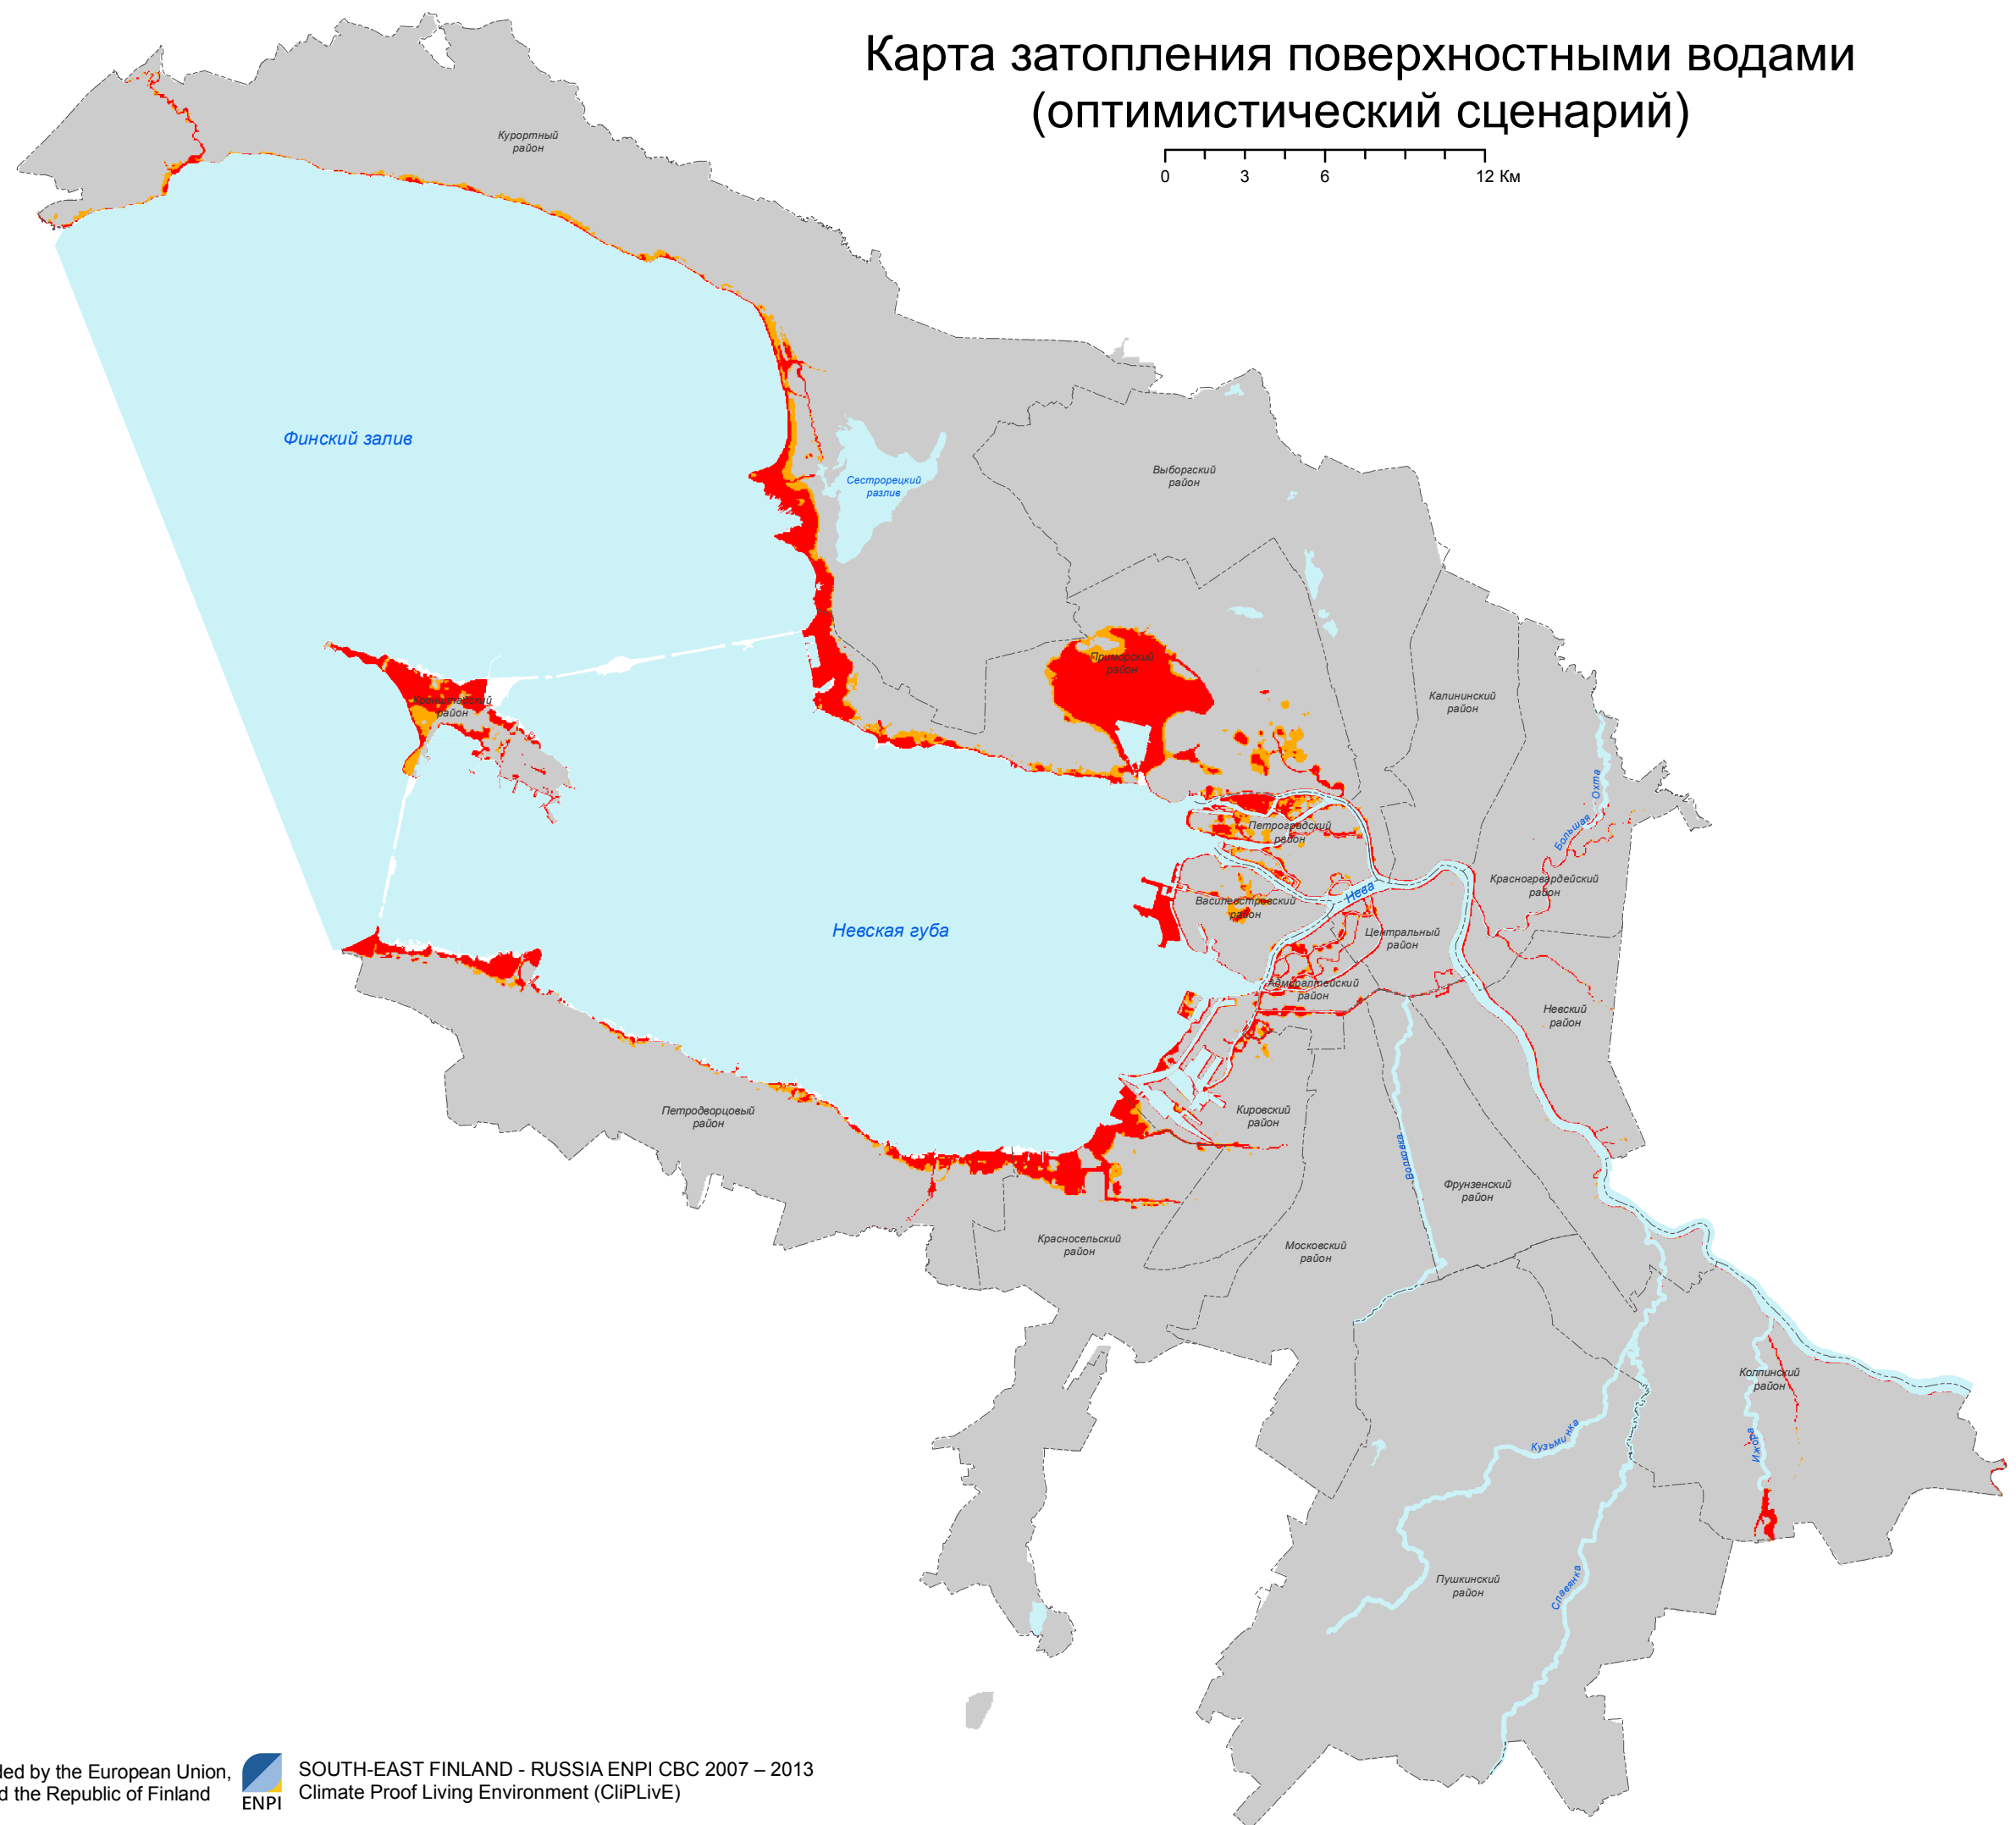 Карта затопления поверхностными водами
(оптимистический сценарий)
0 3 6 12 Км
Курортный
район
Финский залив
Сестрорецкий
разлив
Выборгский
район
Приморский
район
Кронштадтский
район
Калининский
район
Охта
Большая
Петроградский
район
Красногвардейский
район
Нева
Василеостровский
район
Невская губа
Центральный
район
Адмиралтейский
район
Невский
район
Петродворцовый
район
Кировский
район
Волковка
Фрунзенский
район
Красносельский
район
Московский
район
Колпинский
район
Кузьминка
Ижора
Пушкинский
район
Славянка
ded by the European Union,
d the Republic of Finland
ENPI
SOUTH-EAST FINLAND - RUSSIA ENPI CBC 2007 – 2013
Climate Proof Living Environment (CliPLivE)